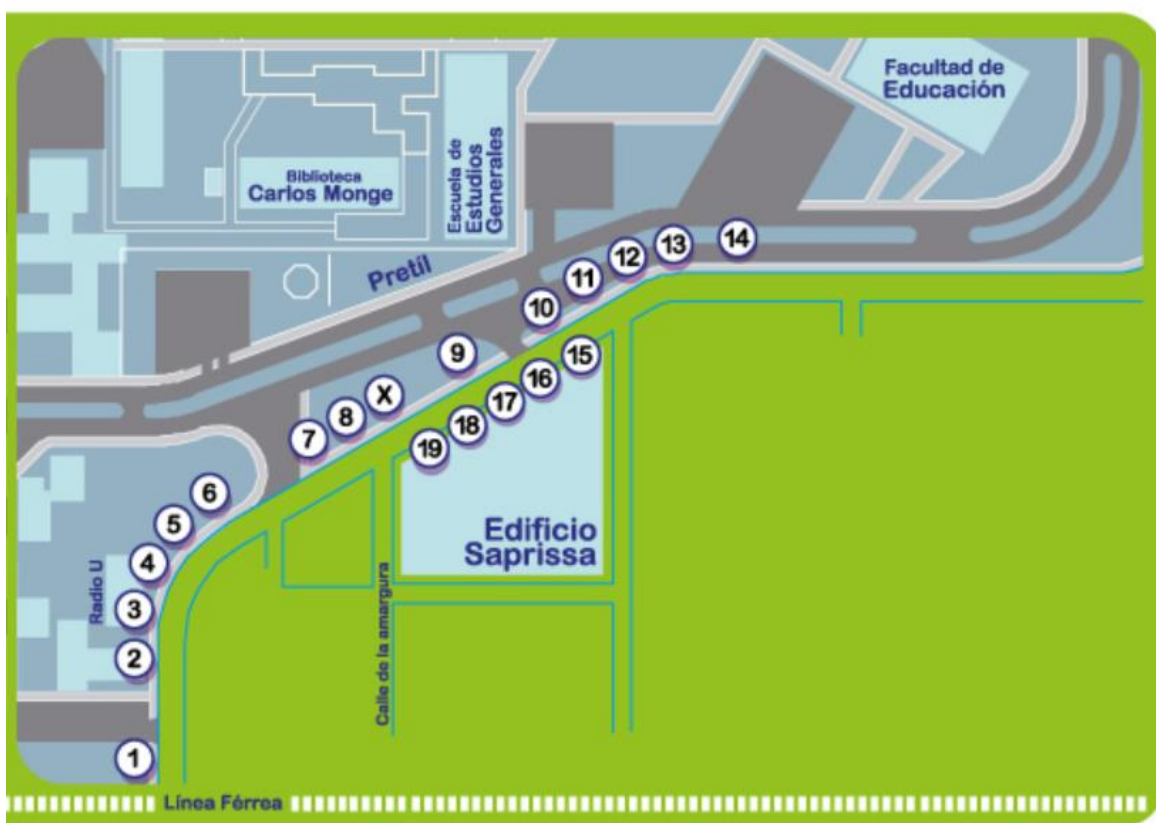 Facultad de
Educación
Biblioteca
Carlos Monge
Escuela de
Estudios
Generales
Pretíl
14
13
12
11
10
9
X
8
7
15
16
17
18
19
6
5
4
3
2
1
Radio U
Edificio
Saprissa
Calle de la amargura
Línea Férrea